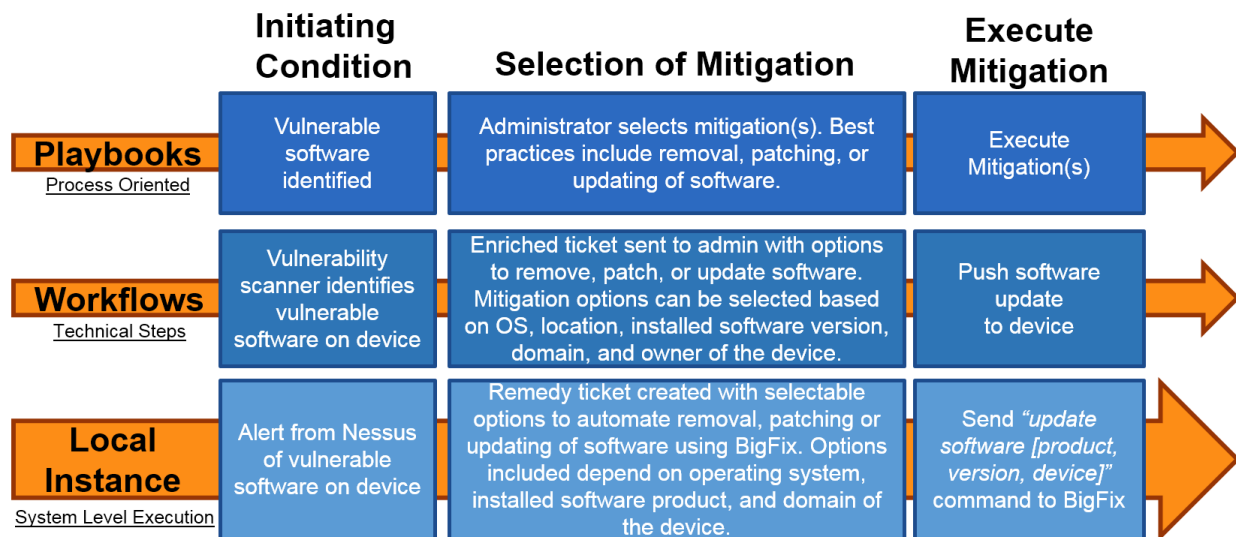 Initiating
Condition
Selection of Mitigation
Execute
Mitigation
Playbooks
Process Oriented
Vulnerable
software
identified
Administrator selects mitigation(s). Best
practices include removal, patching, or
updating of software.
Execute
Mitigation(s)
Workflows
Technical Steps
Vulnerability
scanner identifies
vulnerable
software on device
Enriched ticket sent to admin with options
to remove, patch, or update software.
Mitigation options can be selected based
on OS, location, installed software version,
domain, and owner of the device.
Push software
update
to device
Local
Instance
System Level Execution
Alert from Nessus
of vulnerable
software on device
Remedy ticket created with selectable
options to automate removal, patching or
updating of software using BigFix. Options
included depend on operating system,
installed software product, and domain of
the device.
Send “update
software [product,
version, device]”
command to BigFix